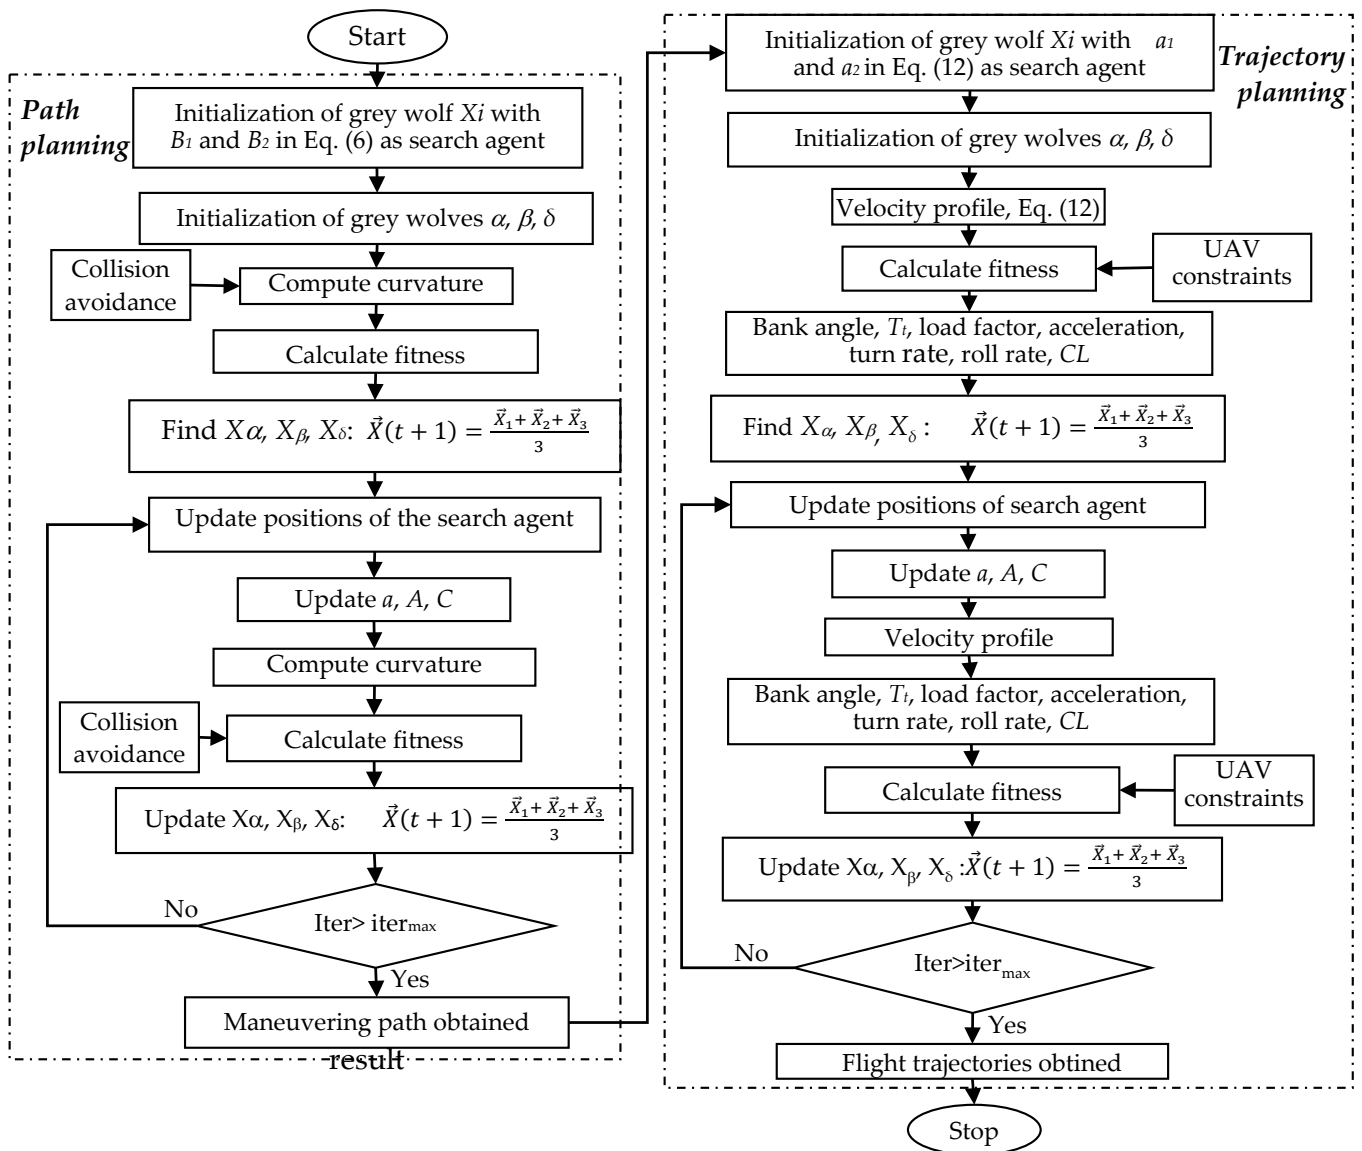 Start
Path
planning
Initialization of grey wolf Xi with
B1 and B2 in Eq. (6) as search agent
Initialization of grey wolves α, β, δ
Collision
avoidance
Compute curvature
Calculate fitness
Find Xα, Xβ, Xδ: X⃗(t + 1) = (X⃗1 + X⃗2 + X⃗3)/3
Update positions of the search agent
Update a, A, C
Compute curvature
Collision
avoidance
Calculate fitness
Update Xα, Xβ, Xδ: X⃗(t + 1) = (X⃗1 + X⃗2 + X⃗3)/3
No
Iter> itermax
Yes
Maneuvering path obtained
result
Trajectory
planning
Initialization of grey wolf Xi with a1
and a2 in Eq. (12) as search agent
Initialization of grey wolves α, β, δ
Velocity profile, Eq. (12)
Calculate fitness
UAV
constraints
Bank angle, Tt, load factor, acceleration,
turn rate, roll rate, CL
Find Xα, Xβ, Xδ : X⃗(t + 1) = (X⃗1 + X⃗2 + X⃗3)/3
Update positions of search agent
Update a, A, C
Velocity profile
Bank angle, Tt, load factor, acceleration,
turn rate, roll rate, CL
Calculate fitness
UAV
constraints
Update Xα, Xβ, Xδ :X⃗(t + 1) = (X⃗1 + X⃗2 + X⃗3)/3
No
Iter>itermax
Yes
Flight trajectories obtined
Stop